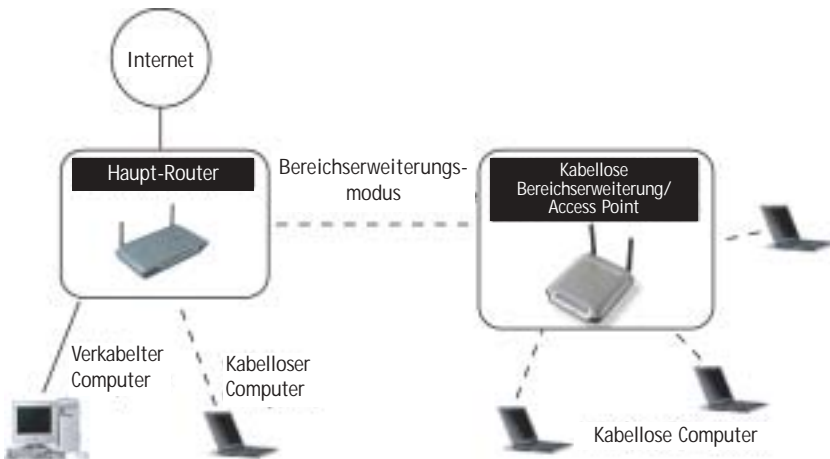 Internet
Haupt-Router
Bereichserweiterungs-
modus
Kabellose
Bereichserweiterung/
Access Point
Verkabelter
Computer
Kabelloser
Computer
Kabellose Computer